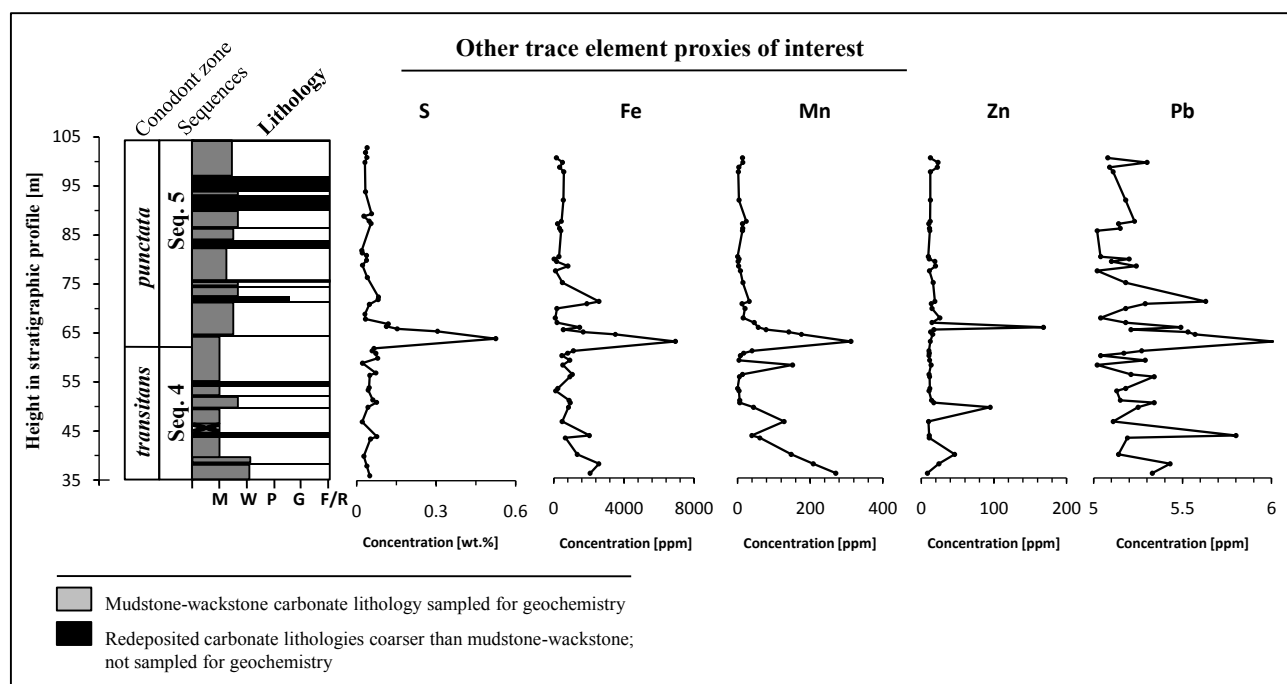 Other trace element proxies of interest
Conodont zone
Sequences
Lithology
S
Fe
Mn
Zn
Pb
Height in stratigraphic profile [m]
105
95
85
75
65
55
45
35
punctata
transitans
Seq. 5
Seq. 4
M W P G F/R
0 0.3 0.6
0 4000 8000
0 200 400
0 100 200
5 5.5 6
Concentration [wt.%]
Concentration [ppm]
Concentration [ppm]
Concentration [ppm]
Concentration [ppm]
Mudstone-wackstone carbonate lithology sampled for geochemistry
Redeposited carbonate lithologies coarser than mudstone-wackstone;
not sampled for geochemistry